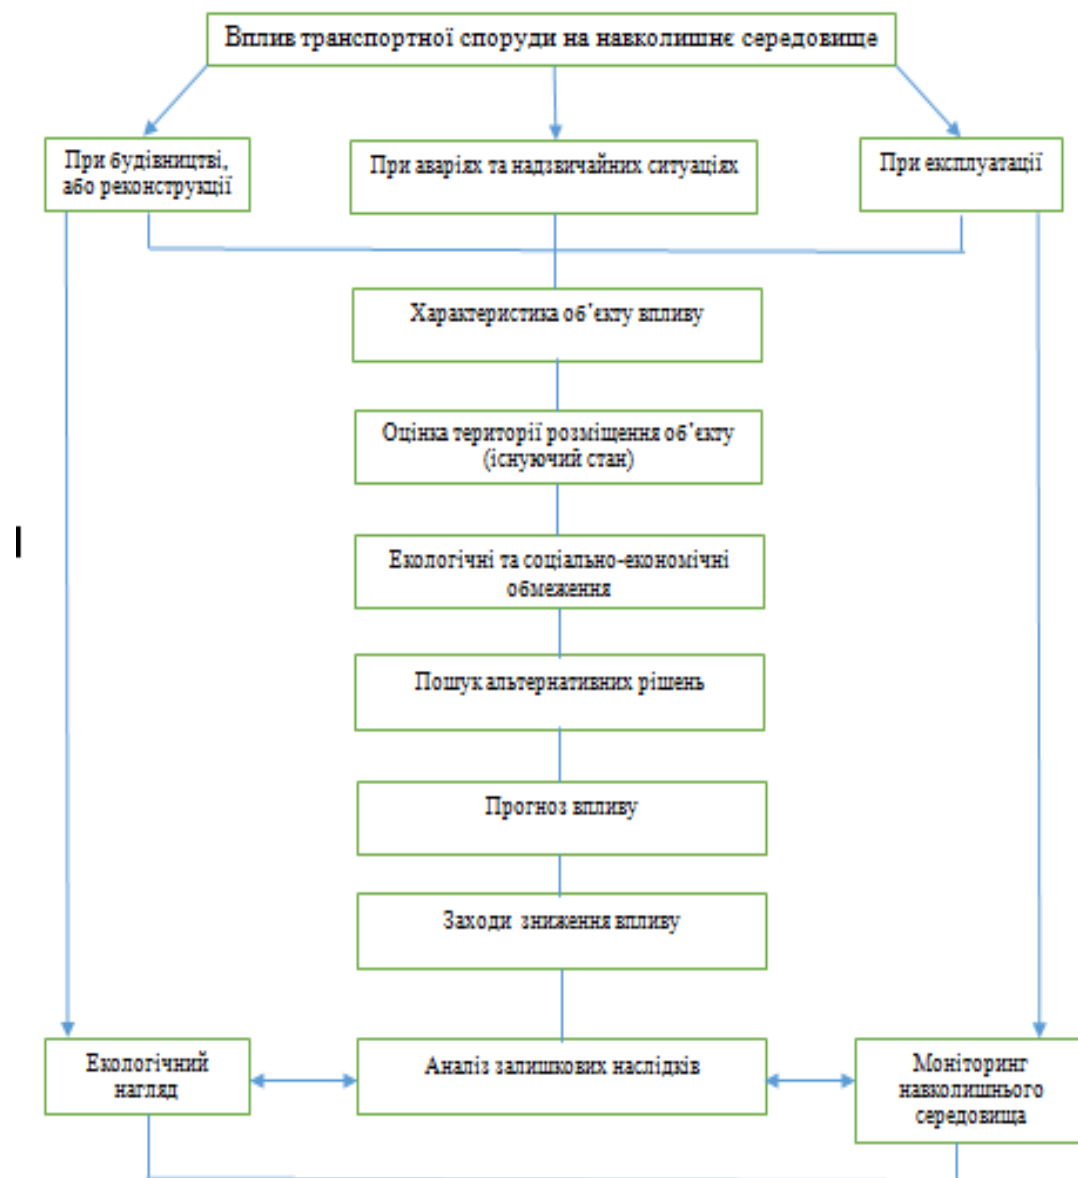 Вплив транспортної споруди на навколишнє середовище
При будівництві,
або реконструкції
При аваріях та надзвичайних ситуаціях
При експлуатації
Характеристика об’єкту впливу
Оцінка території розміщення об’єкту
(існуючий стан)
Екологічні та соціально-економічні
обмеження
Пошук альтернативних рішень
Прогноз впливу
Заходи зниження впливу
Екологічний
нагляд
Аналіз залишкових наслідків
Моніторинг
навколишнього
середовища